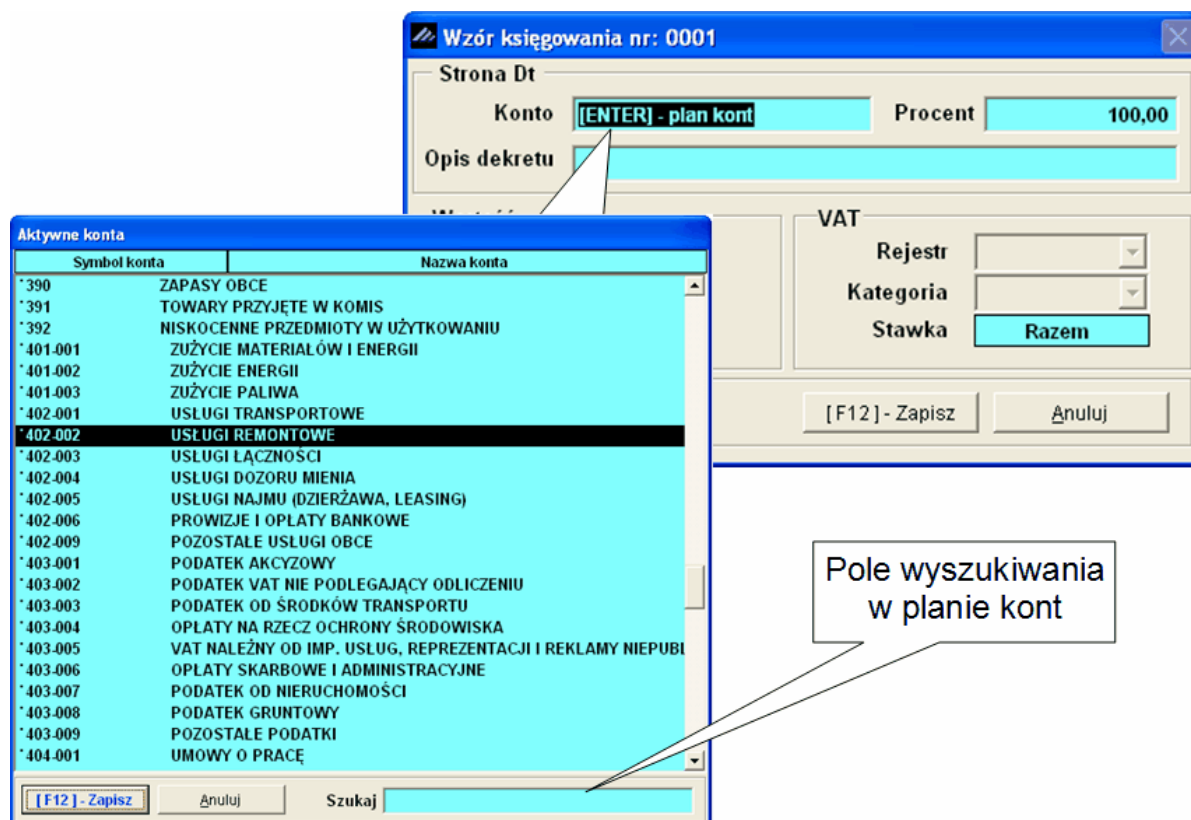 Wzór księgowania nr: 0001
Strona Dt
Konto [ENTER] - plan kont Procent 100,00
Opis dekretu
VAT
Rejestr
Kategoria
Stawka Razem
[ F12 ] - Zapisz Anuluj
Aktywne konta
Symbol konta Nazwa konta
*390 ZAPASY OBCE
*391 TOWARY PRZYJĘTE W KOMIS
*392 NISKOCENNE PRZEDMIOTY W UŻYTKOWANIU
*401-001 ZUŻYCIE MATERIAŁÓW I ENERGII
*401-002 ZUŻYCIE ENERGII
*401-003 ZUŻYCIE PALIWA
*402-001 USŁUGI TRANSPORTOWE
*402-002 USŁUGI REMONTOWE
*402-003 USŁUGI ŁĄCZNOŚCI
*402-004 USŁUGI DOZORU MIENIA
*402-005 USŁUGI NAJMU (DZIERŻAWA, LEASING)
*402-006 PROWIZJE I OPŁATY BANKOWE
*402-009 POZOSTAŁE USŁUGI OBCE
*403-001 PODATEK AKCYZOWY
*403-002 PODATEK VAT NIE PODLEGAJĄCY ODLICZENIU
*403-003 PODATEK OD ŚRODKÓW TRANSPORTU
*403-004 OPŁATY NA RZECZ OCHRONY ŚRODOWISKA
*403-005 VAT NALEŻNY OD IMP. USŁUG, REPREZENTACJI I REKLAMY NIEPUBL
*403-006 OPŁATY SKARBOWE I ADMINISTRACYJNE
*403-007 PODATEK OD NIERUCHOMOŚCI
*403-008 PODATEK GRUNTOWY
*403-009 POZOSTAŁE PODATKI
*404-001 UMOWY O PRACĘ
[ F12 ] - Zapisz Anuluj Szukaj
Pole wyszukiwania
w planie kont